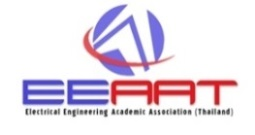 EEAAT
Electrical Engineering Academic Association (Thailand)